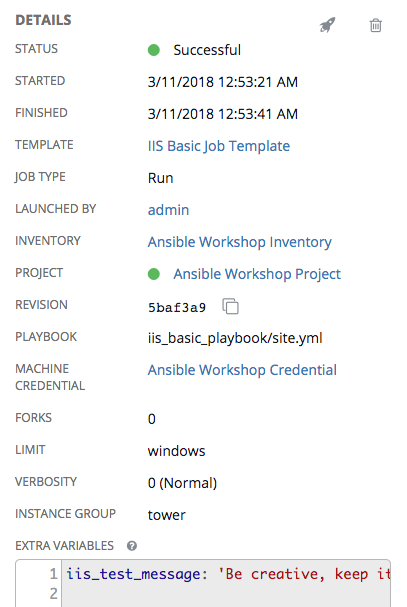 DETAILS
STATUS Successful
STARTED 3/11/2018 12:53:21 AM
FINISHED 3/11/2018 12:53:41 AM
TEMPLATE IIS Basic Job Template
JOB TYPE Run
LAUNCHED BY admin
INVENTORY Ansible Workshop Inventory
PROJECT Ansible Workshop Project
REVISION 5baf3a9
PLAYBOOK iis_basic_playbook/site.yml
MACHINE CREDENTIAL Ansible Workshop Credential
FORKS 0
LIMIT windows
VERBOSITY 0 (Normal)
INSTANCE GROUP tower
EXTRA VARIABLES ?
1 iis_test_message: 'Be creative, keep it
2